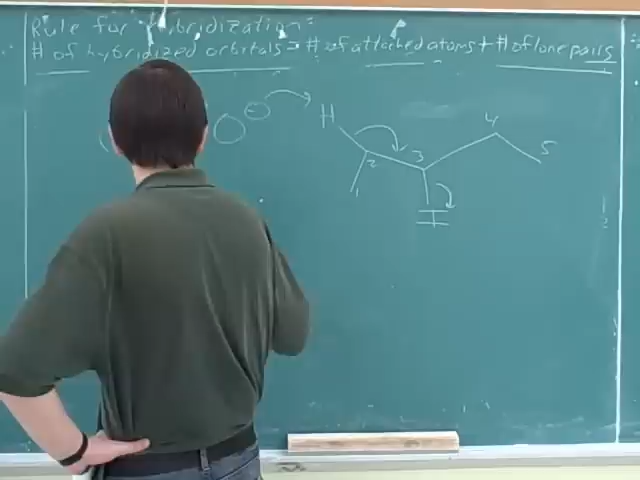 Rule for hybridization:
# of hybridized orbitals = # of attached atoms + # of lone pairs
O ⊖
H
4
5
2
3
1
I